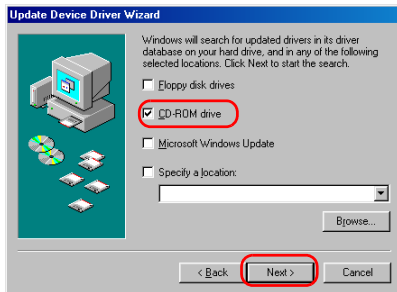 Update Device Driver Wizard
Windows will search for updated drivers in its driver
database on your hard drive, and in any of the following
selected locations. Click Next to start the search.
Floppy disk drives
CD-ROM drive
Microsoft Windows Update
Specify a location:
Browse...
< Back Next > Cancel